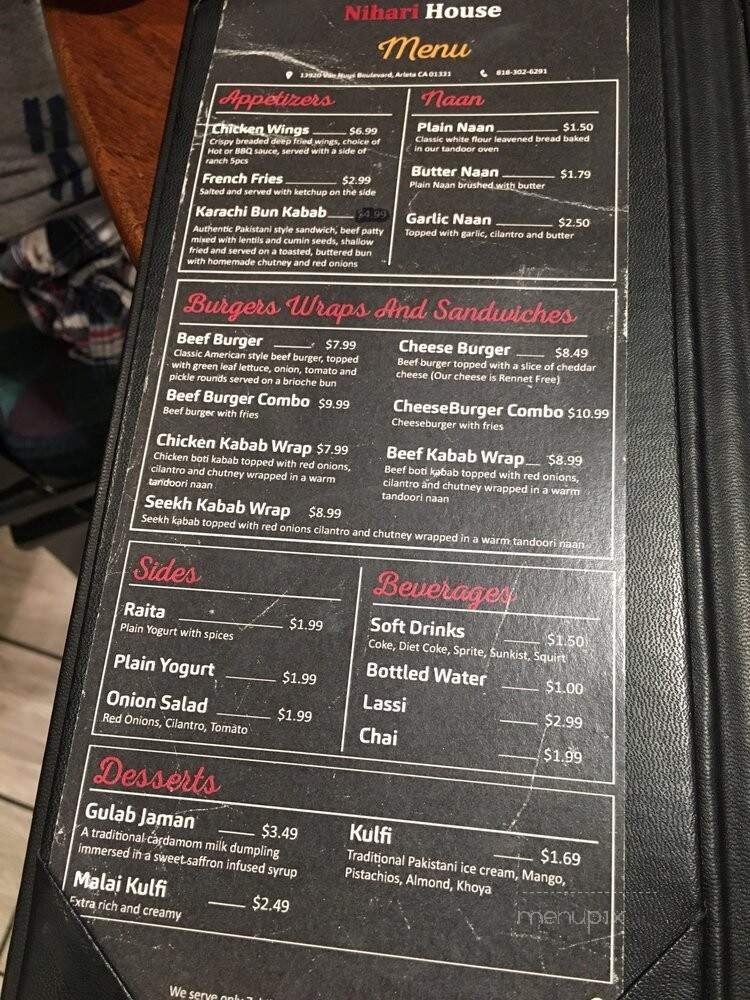 Nihari House
Menu
13920 Van Nuys Boulevard, Arleta CA 01331 818-302-6291
Appetizers
Chicken Wings $6.99
Crispy breaded deep fried wings, choice of
Hot or BBQ sauce, served with a side of
ranch 5pcs
French Fries $2.99
Salted and served with ketchup on the side
Karachi Bun Kabab $4.99
Authentic Pakistani style sandwich, beef patty
mixed with lentils and cumin seeds, shallow
fried and served on a toasted, buttered bun
with homemade chutney and red onions
Naan
Plain Naan $1.50
Classic white flour leavened bread baked
in our tandoor oven
Butter Naan $1.79
Plain Naan brushed with butter
Garlic Naan $2.50
Topped with garlic, cilantro and butter
Burgers Wraps And Sandwiches
Beef Burger $7.99
Classic American style beef burger, topped
with green leaf lettuce, onion, tomato and
pickle rounds served on a brioche bun
Beef Burger Combo $9.99
Beef burger with fries
Chicken Kabab Wrap $7.99
Chicken boti kabab topped with red onions,
cilantro and chutney wrapped in a warm
tandoori naan
Cheese Burger $8.49
Beef burger topped with a slice of cheddar
cheese (Our cheese is Rennet Free)
CheeseBurger Combo $10.99
Cheeseburger with fries
Beef Kabab Wrap $8.99
Beef boti kabab topped with red onions,
cilantro and chutney wrapped in a warm
tandoori naan
Seekh Kabab Wrap $8.99
Seekh kabab topped with red onions cilantro and chutney wrapped in a warm tandoori naan
Sides
Raita $1.99
Plain Yogurt with spices
Plain Yogurt $1.99
Onion Salad $1.99
Red Onions, Cilantro, Tomato
Beverages
Soft Drinks $1.50
Coke, Diet Coke, Sprite, Sunkist, Squirt
Bottled Water $1.00
Lassi $2.99
Chai $1.99
Desserts
Gulab Jaman $3.49
A traditional cardamom milk dumpling
immersed in a sweet saffron infused syrup
Malai Kulfi $2.49
Extra rich and creamy
Kulfi $1.69
Traditional Pakistani ice cream, Mango,
Pistachios, Almond, Khoya
We serve only
menupix